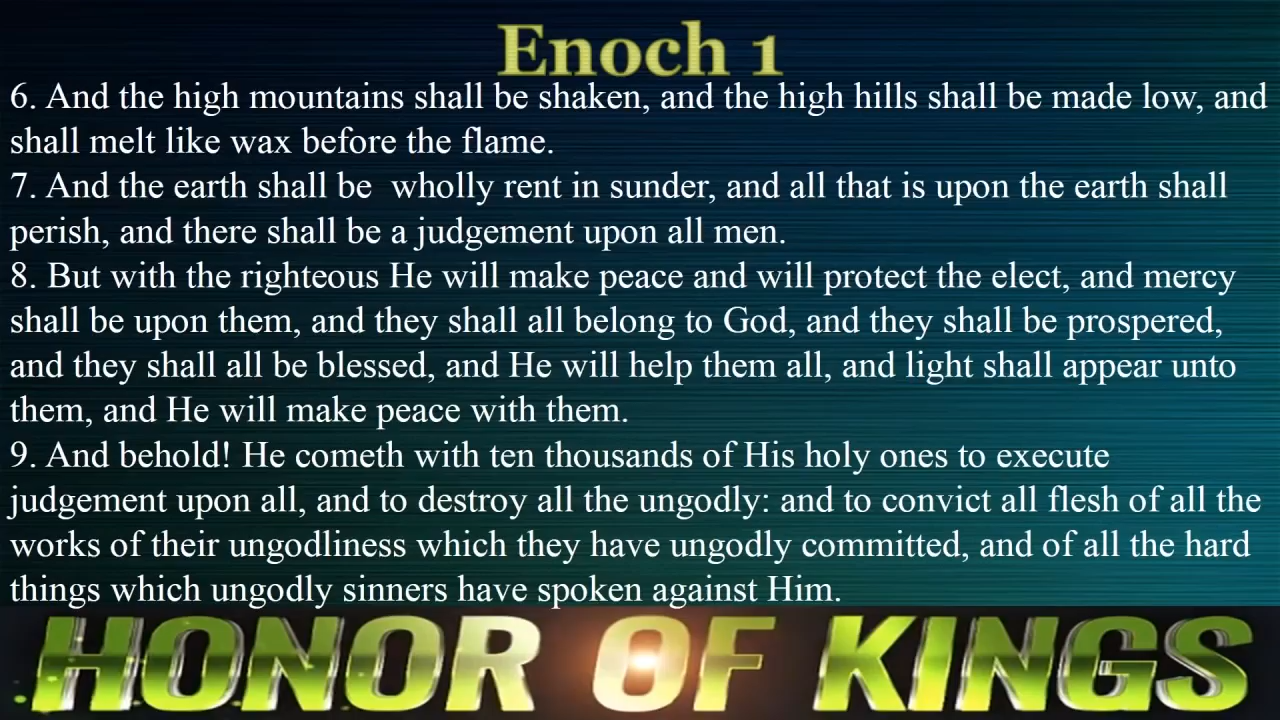 Enoch 1
6. And the high mountains shall be shaken, and the high hills shall be made low, and
shall melt like wax before the flame.
7. And the earth shall be  wholly rent in sunder, and all that is upon the earth shall
perish, and there shall be a judgement upon all men.
8. But with the righteous He will make peace and will protect the elect, and mercy
shall be upon them, and they shall all belong to God, and they shall be prospered,
and they shall all be blessed, and He will help them all, and light shall appear unto
them, and He will make peace with them.
9. And behold! He cometh with ten thousands of His holy ones to execute
judgement upon all, and to destroy all the ungodly: and to convict all flesh of all the
works of their ungodliness which they have ungodly committed, and of all the hard
things which ungodly sinners have spoken against Him.
HONOR OF KINGS